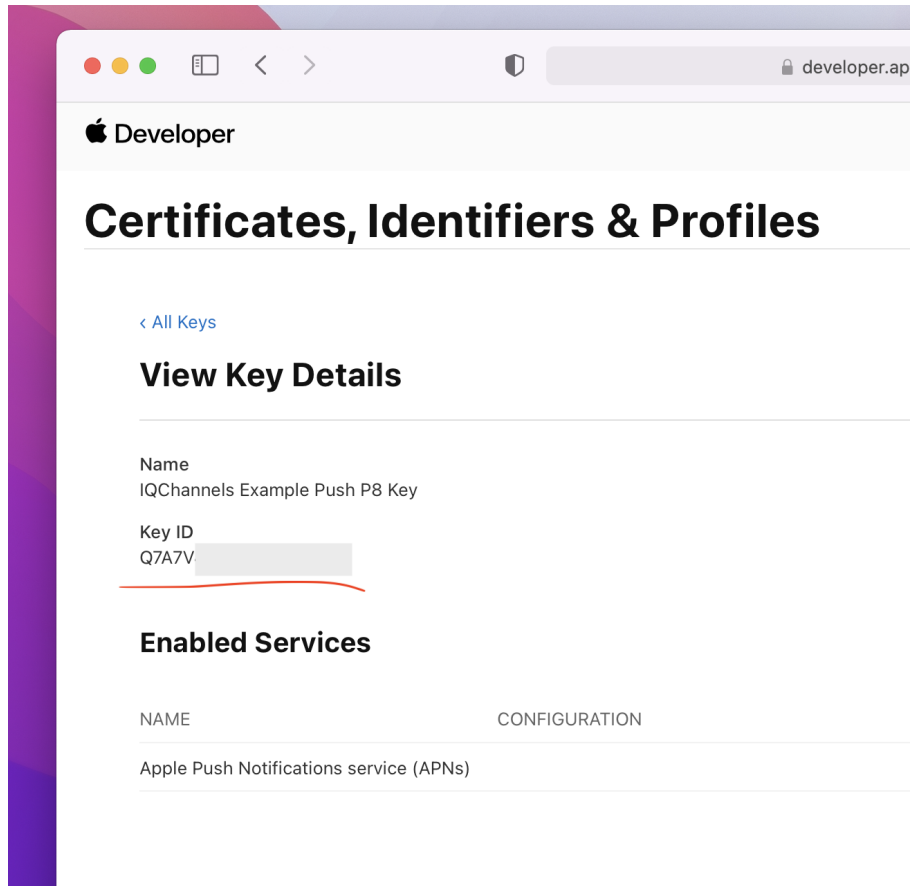 developer.ap
Developer
Certificates, Identifiers & Profiles
‹ All Keys
View Key Details
Name
IQChannels Example Push P8 Key
Key ID
Q7A7V
Enabled Services
NAME CONFIGURATION
Apple Push Notifications service (APNs)